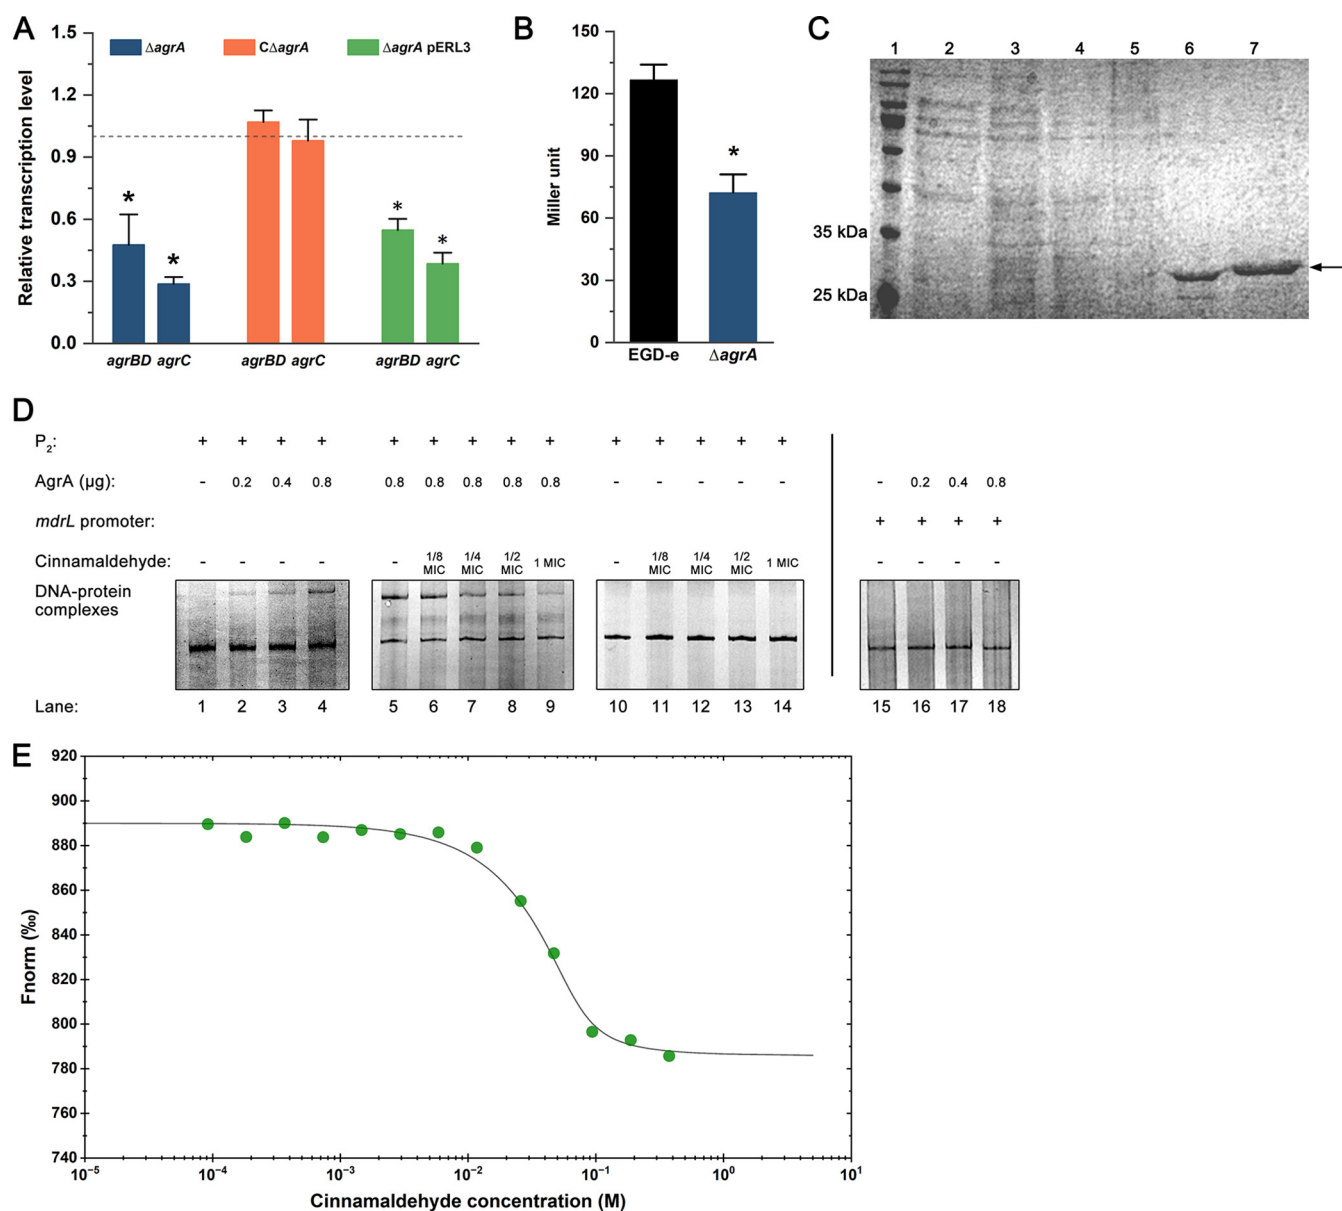 A
1.5
1.2
0.9
0.6
0.3
0.0
Relative transcription level
ΔagrA
CΔagrA
ΔagrA pERL3
*
*
*
*
agrBD agrC
agrBD agrC
agrBD agrC
B
150
120
90
60
30
0
Miller unit
*
EGD-e
ΔagrA
C
1 2 3 4 5 6 7
35 kDa
25 kDa
D
P2: + + + + + + + + + + + + + +
AgrA (μg): - 0.2 0.4 0.8 0.8 0.8 0.8 0.8 0.8 - - - - - - 0.2 0.4 0.8
mdrL promoter: + + + +
Cinnamaldehyde: - - - - - 1/8 MIC 1/4 MIC 1/2 MIC 1 MIC - 1/8 MIC 1/4 MIC 1/2 MIC 1 MIC - - - -
DNA-protein
complexes
Lane: 1 2 3 4 5 6 7 8 9 10 11 12 13 14 15 16 17 18
E
920
900
880
860
840
820
800
780
760
740
Fnorm (‰)
10⁻⁵ 10⁻⁴ 10⁻³ 10⁻² 10⁻¹ 10⁰ 10¹
Cinnamaldehyde concentration (M)